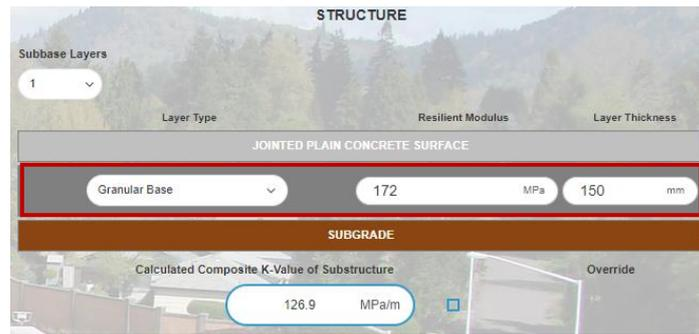 STRUCTURE
Subbase Layers
1
Layer Type Resilient Modulus Layer Thickness
JOINTED PLAIN CONCRETE SURFACE
Granular Base 172 MPa 150 mm
SUBGRADE
Calculated Composite K-Value of Substructure Override
126.9 MPa/m